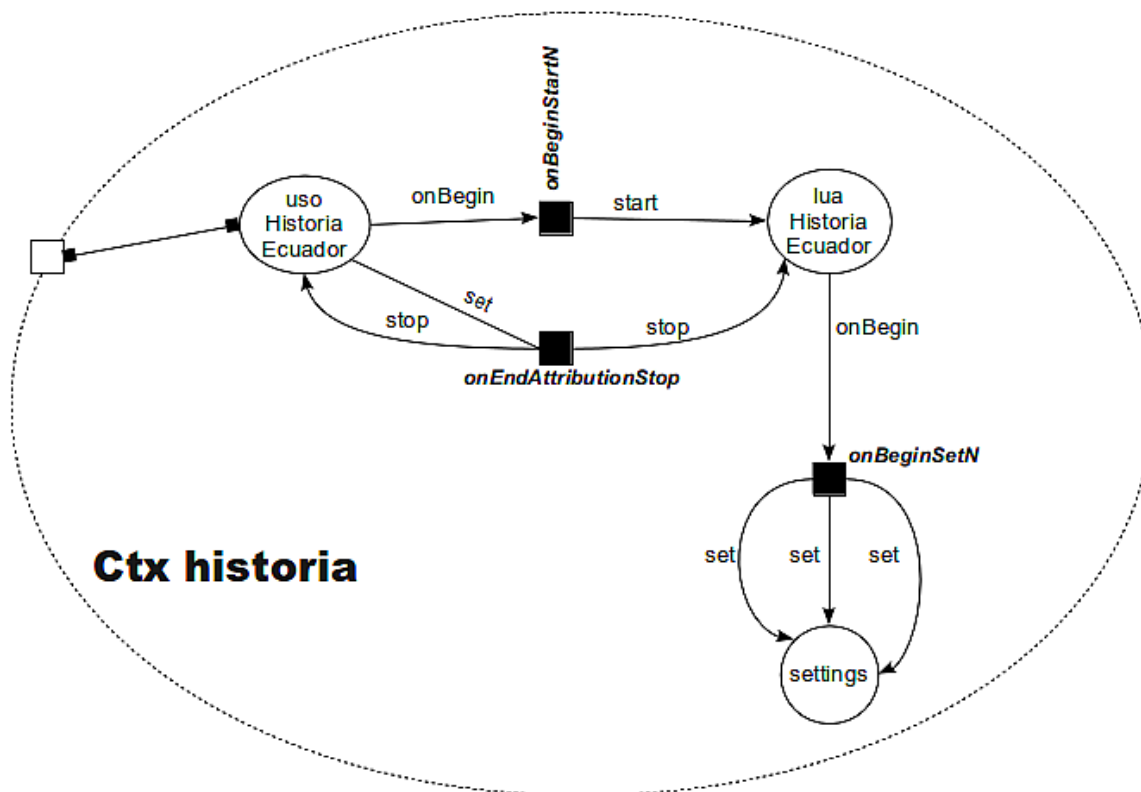 onBeginStartN
uso
Historia
Ecuador
onBegin
start
lua
Historia
Ecuador
set
stop
stop
onBegin
onEndAttributionStop
onBeginSetN
Ctx historia
set
set
set
settings